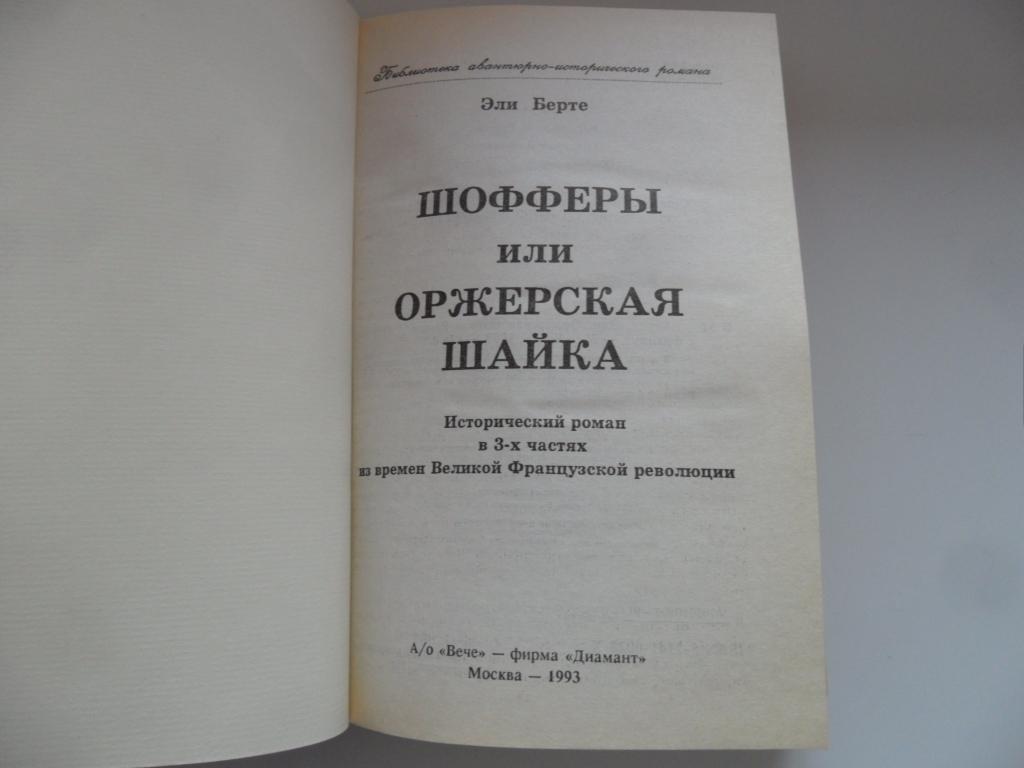 Библиотека авантюрно-исторического романа
Эли Берте
ШОФФЕРЫ
или
ОРЖЕРСКАЯ
ШАЙКА
Исторический роман
в 3-х частях
из времен Великой Французской революции
А/о «Вече» — фирма «Диамант»
Москва — 1993